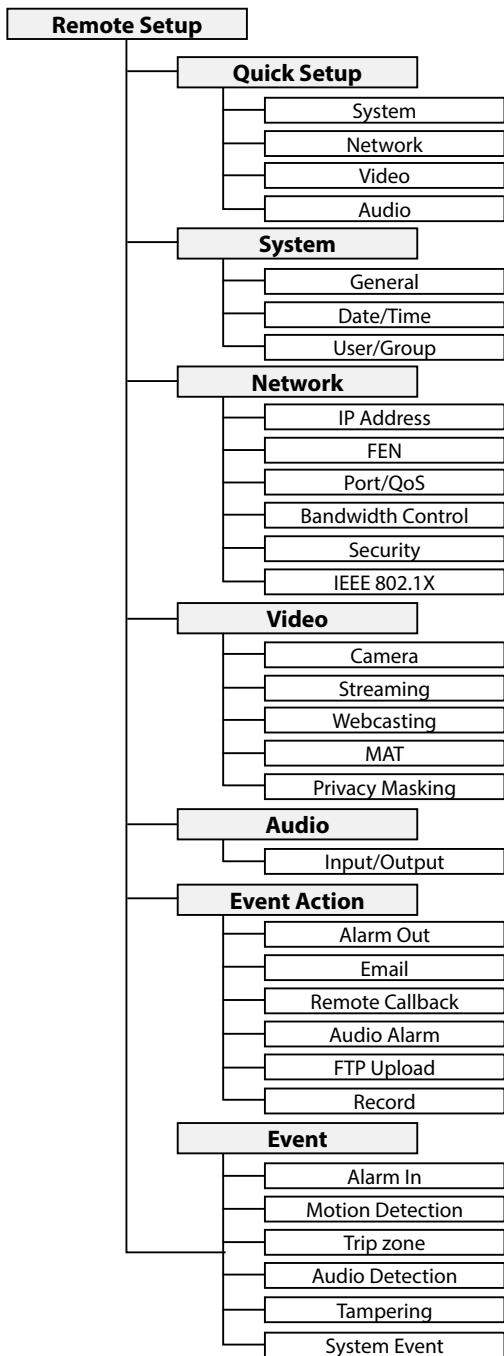 Remote Setup
Quick Setup
System
Network
Video
Audio
System
General
Date/Time
User/Group
Network
IP Address
FEN
Port/QoS
Bandwidth Control
Security
IEEE 802.1X
Video
Camera
Streaming
Webcasting
MAT
Privacy Masking
Audio
Input/Output
Event Action
Alarm Out
Email
Remote Callback
Audio Alarm
FTP Upload
Record
Event
Alarm In
Motion Detection
Trip zone
Audio Detection
Tampering
System Event